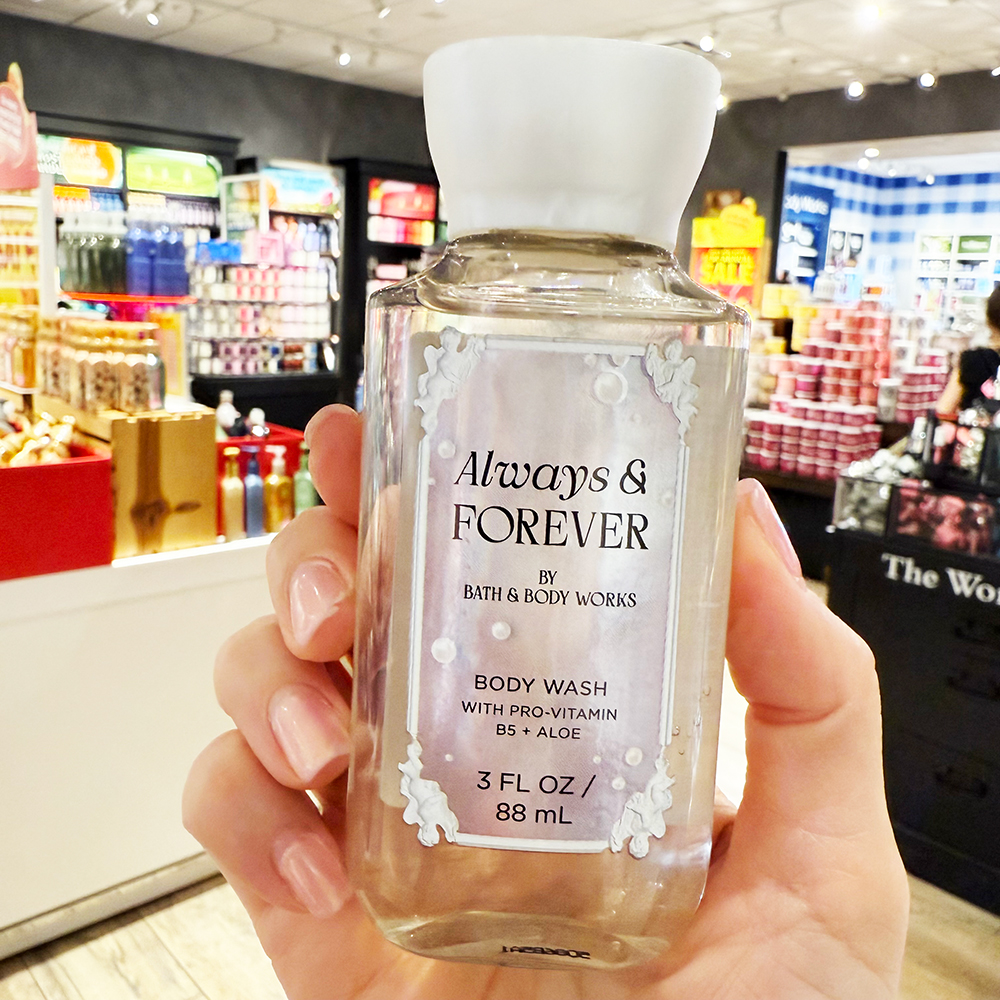 Always &
FOREVER
BY
BATH & BODY WORKS
BODY WASH
WITH PRO-VITAMIN
B5 + ALOE
3 FL OZ /
88 mL
SALE
The Wo